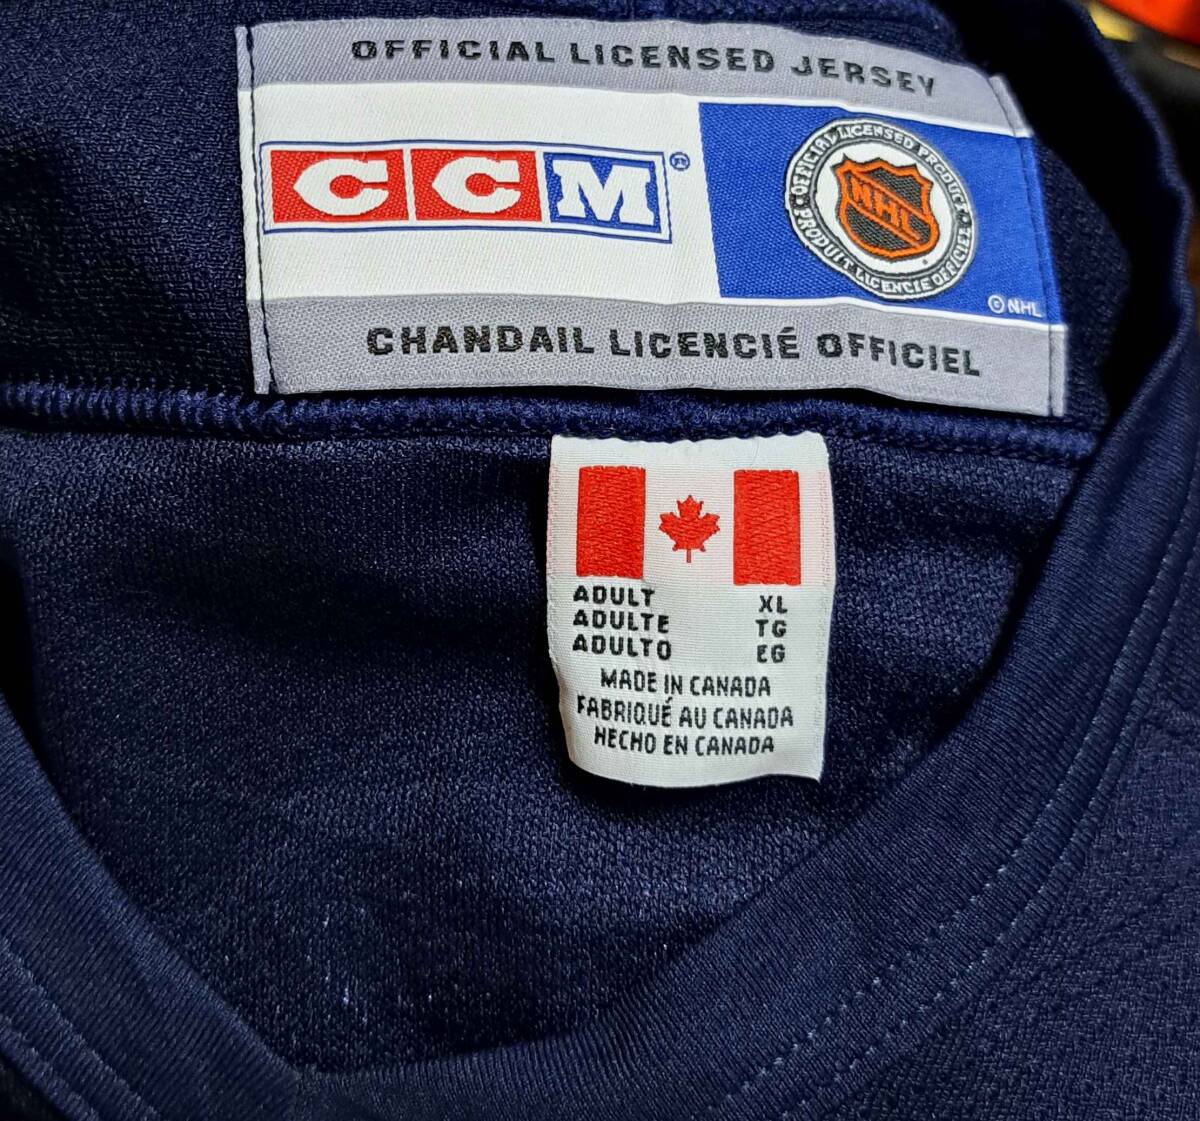 OFFICIAL LICENSED JERSEY
CCM®
OFFICIAL LICENSED PRODUCT
NHL
PRODUIT LICENCIE OFFICIEL
© NHL
CHANDAIL LICENCIÉ OFFICIEL
ADULT XL
ADULTE TG
ADULTO EG
MADE IN CANADA
FABRIQUÉ AU CANADA
HECHO EN CANADA